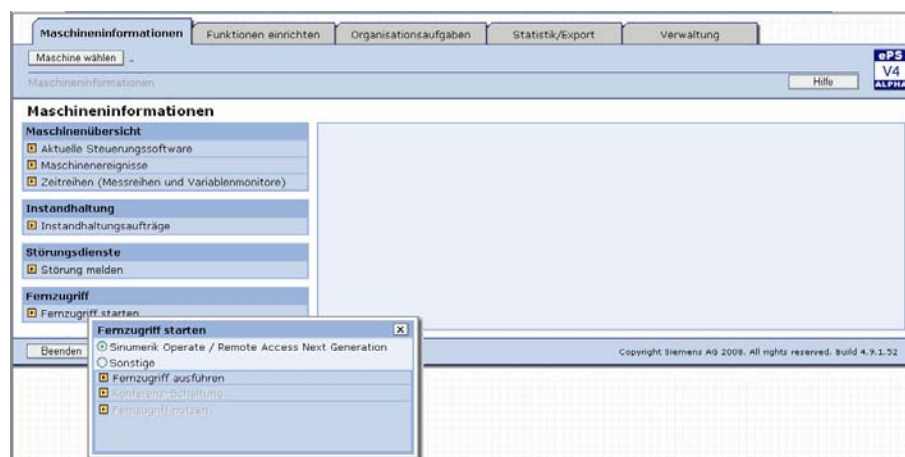 Maschineninformationen Funktionen einrichten Organisationsaufgaben Statistik/Export Verwaltung
Maschine wählen
ePS
V4
ALPHA
Maschineninformationen
Hilfe
Maschineninformationen
Maschinenübersicht
Aktuelle Steuerungssoftware
Maschinenereignisse
Zeitreihen (Messreihen und Variablenmonitore)
Instandhaltung
Instandhaltungsaufträge
Störungsdienste
Störung melden
Fernzugriff
Fernzugriff starten
Fernzugriff starten
Sinumerik Operate / Remote Access Next Generation
Sonstige
Fernzugriff ausführen
Konferenz-Schaltung
Fernzugriff nutzen
Beenden
Copyright Siemens AG 2008. All rights reserved. Build 4.9.1.52